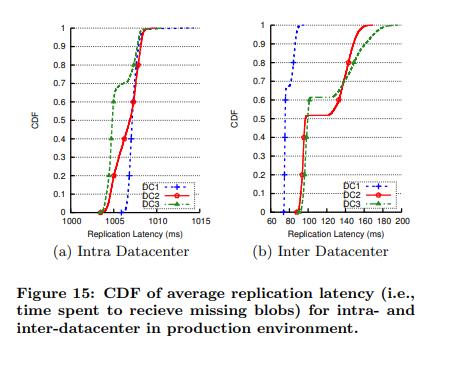 CDF
1
0.9
0.8
0.7
0.6
0.5
0.4
0.3
0.2
0.1
0
DC1
DC2
DC3
1000 1005 1010 1015
Replication Latency (ms)
(a) Intra Datacenter
CDF
1
0.9
0.8
0.7
0.6
0.5
0.4
0.3
0.2
0.1
0
DC1
DC2
DC3
60 80 100 120 140 160 180 200
Replication Latency (ms)
(b) Inter Datacenter
Figure 15: CDF of average replication latency (i.e.,
time spent to recieve missing blobs) for intra- and
inter-datacenter in production environment.